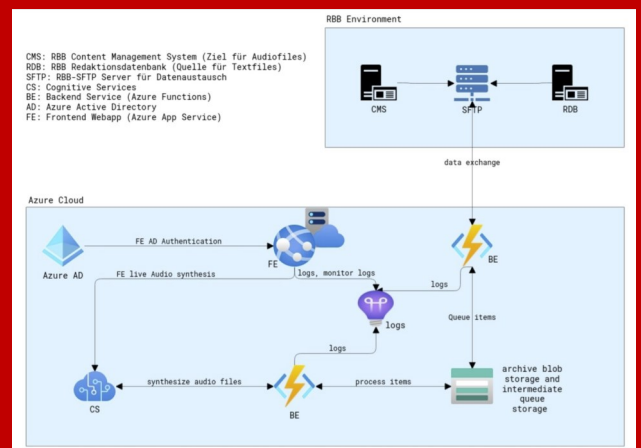 RBB Environment
CMS: RBB Content Management System (Ziel für Audiofiles)
RDB: RBB Redaktionsdatenbank (Quelle für Textfiles)
SFTP: RBB-SFTP Server für Datenaustausch
CS: Cognitive Services
BE: Backend Service (Azure Functions)
AD: Azure Active Directory
FE: Frontend Webapp (Azure App Service)
CMS
SFTP
RDB
data exchange
Azure Cloud
FE AD Authentication
Azure AD
FE
BE
FE live Audio synthesis
logs, monitor logs
logs
logs
Queue items
logs
synthesize audio files
process items
CS
BE
archive blob
storage and
intermediate
queue
storage